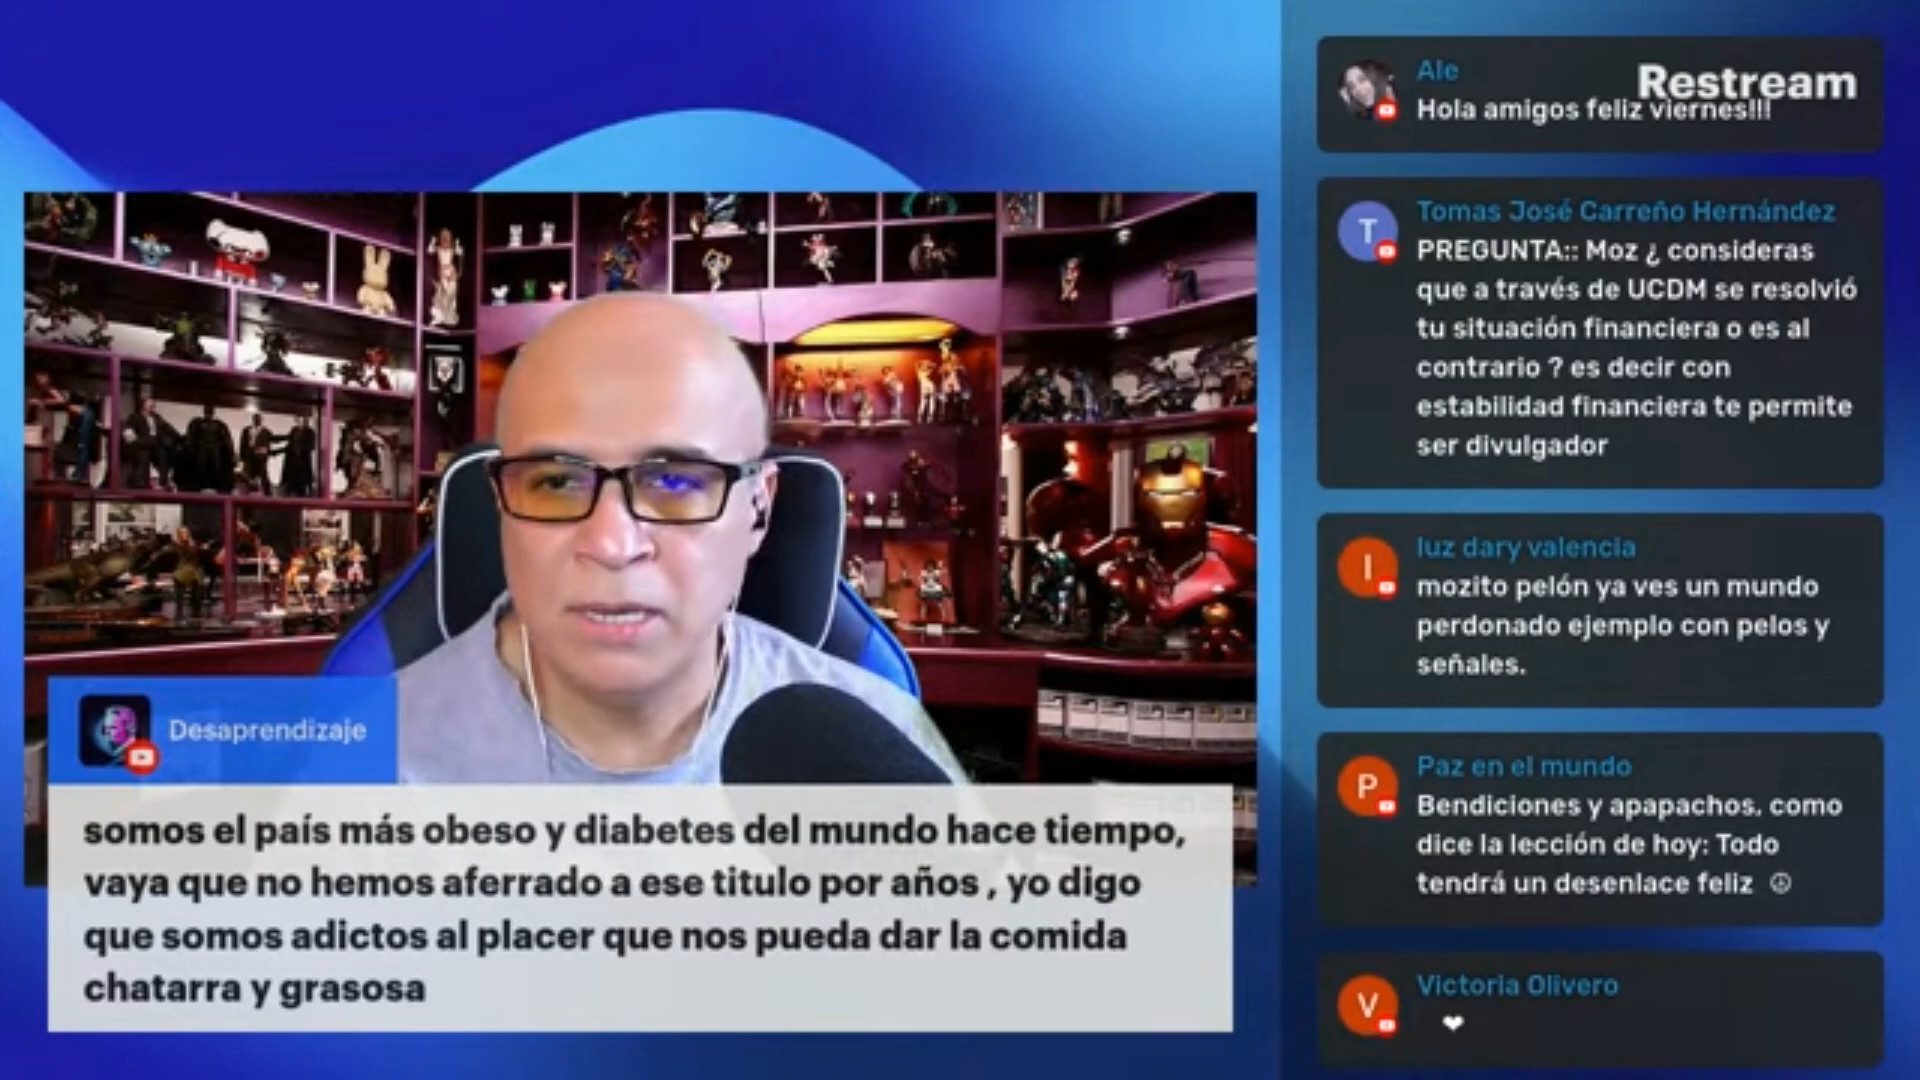 Desaprendizaje
somos el país más obeso y diabetes del mundo hace tiempo,
vaya que no hemos aferrado a ese titulo por años , yo digo
que somos adictos al placer que nos pueda dar la comida
chatarra y grasosa
Restream
Ale
Hola amigos feliz viernes!!!
T
Tomas José Carreño Hernández
PREGUNTA:: Moz ¿ consideras
que a través de UCDM se resolvió
tu situación financiera o es al
contrario ? es decir con
estabilidad financiera te permite
ser divulgador
l
luz dary valencia
mozito pelón ya ves un mundo
perdonado ejemplo con pelos y
señales.
P
Paz en el mundo
Bendiciones y apapachos, como
dice la lección de hoy: Todo
tendrá un desenlace feliz ☮
V
Victoria Olivero
❤